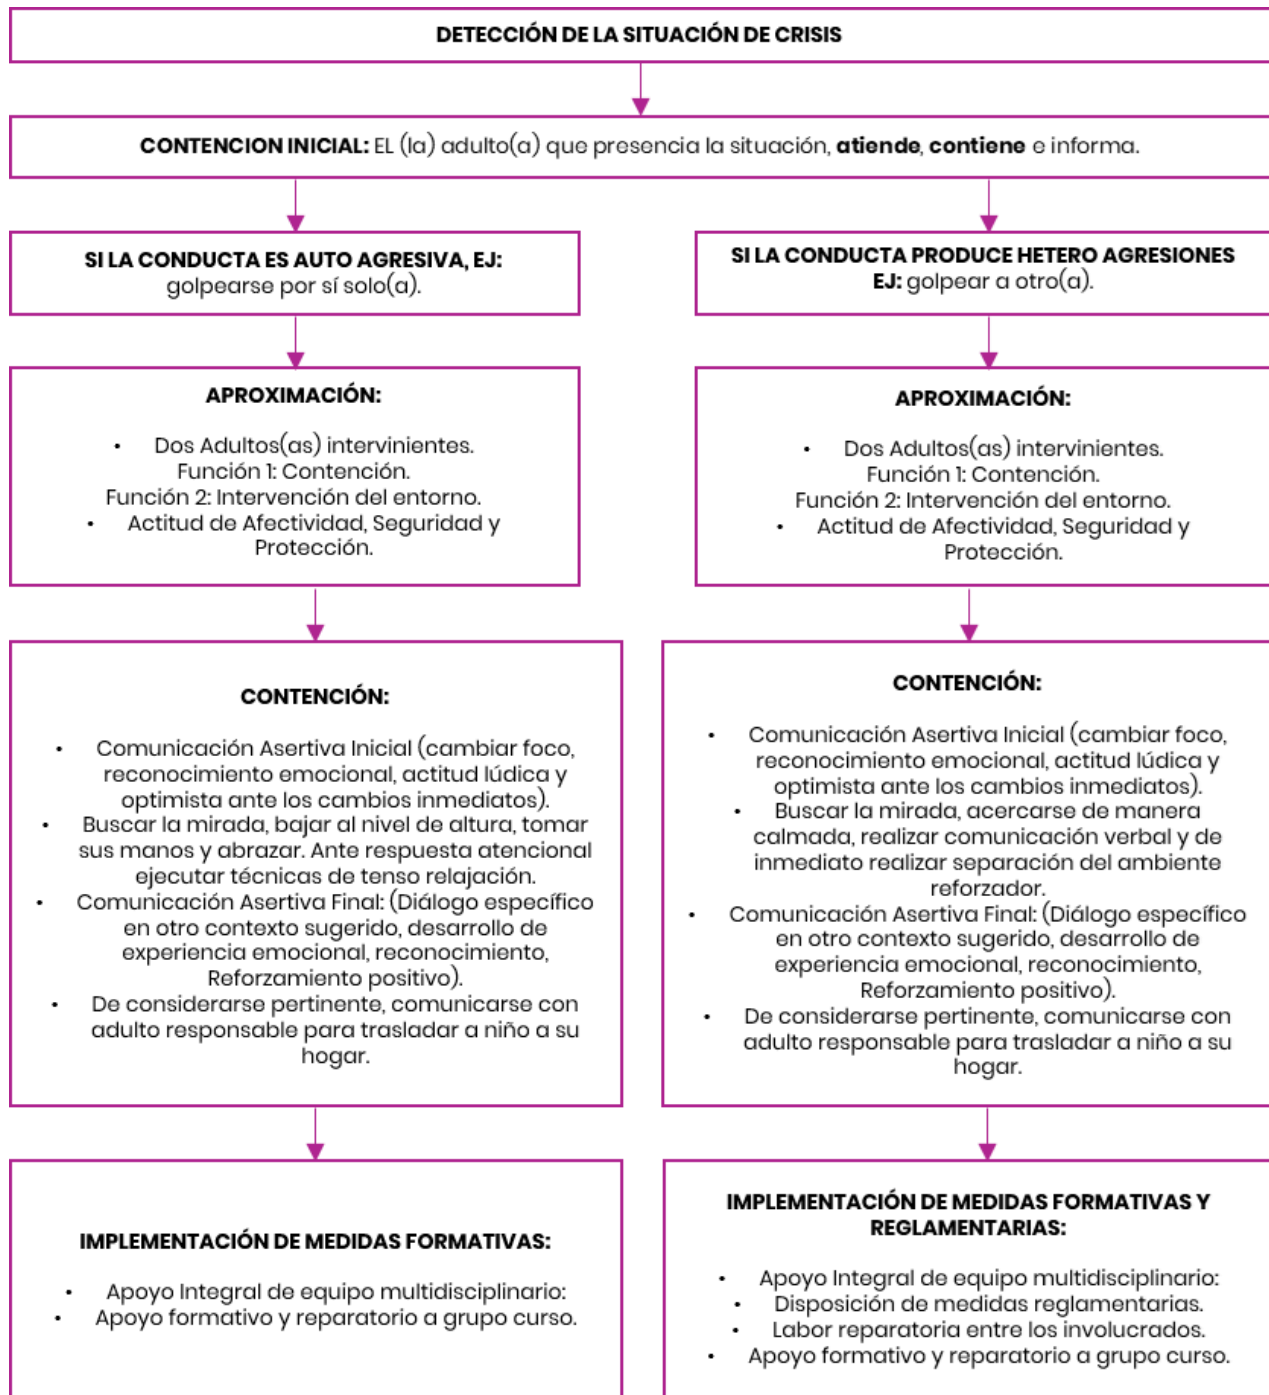 DETECCIÓN DE LA SITUACIÓN DE CRISIS
CONTENCION INICIAL: EL (la) adulto(a) que presencia la situación, atiende, contiene e informa.
SI LA CONDUCTA ES AUTO AGRESIVA, EJ:
golpearse por sí solo(a).
APROXIMACIÓN:
• Dos Adultos(as) intervinientes.
Función 1: Contención.
Función 2: Intervención del entorno.
• Actitud de Afectividad, Seguridad y
Protección.
CONTENCIÓN:
• Comunicación Asertiva Inicial (cambiar foco,
reconocimiento emocional, actitud lúdica y
optimista ante los cambios inmediatos).
• Buscar la mirada, bajar al nivel de altura, tomar
sus manos y abrazar. Ante respuesta atencional
ejecutar técnicas de tenso relajación.
• Comunicación Asertiva Final: (Diálogo específico
en otro contexto sugerido, desarrollo de
experiencia emocional, reconocimiento,
Reforzamiento positivo).
• De considerarse pertinente, comunicarse con
adulto responsable para trasladar a niño a su
hogar.
IMPLEMENTACIÓN DE MEDIDAS FORMATIVAS:
• Apoyo Integral de equipo multidisciplinario:
• Apoyo formativo y reparatorio a grupo curso.
SI LA CONDUCTA PRODUCE HETERO AGRESIONES
EJ: golpear a otro(a).
APROXIMACIÓN:
• Dos Adultos(as) intervinientes.
Función 1: Contención.
Función 2: Intervención del entorno.
• Actitud de Afectividad, Seguridad y
Protección.
CONTENCIÓN:
• Comunicación Asertiva Inicial (cambiar foco,
reconocimiento emocional, actitud lúdica y
optimista ante los cambios inmediatos).
• Buscar la mirada, acercarse de manera
calmada, realizar comunicación verbal y de
inmediato realizar separación del ambiente
reforzador.
• Comunicación Asertiva Final: (Diálogo específico
en otro contexto sugerido, desarrollo de
experiencia emocional, reconocimiento,
Reforzamiento positivo).
• De considerarse pertinente, comunicarse con
adulto responsable para trasladar a niño a su
hogar.
IMPLEMENTACIÓN DE MEDIDAS FORMATIVAS Y
REGLAMENTARIAS:
• Apoyo Integral de equipo multidisciplinario:
• Disposición de medidas reglamentarias.
• Labor reparatoria entre los involucrados.
• Apoyo formativo y reparatorio a grupo curso.